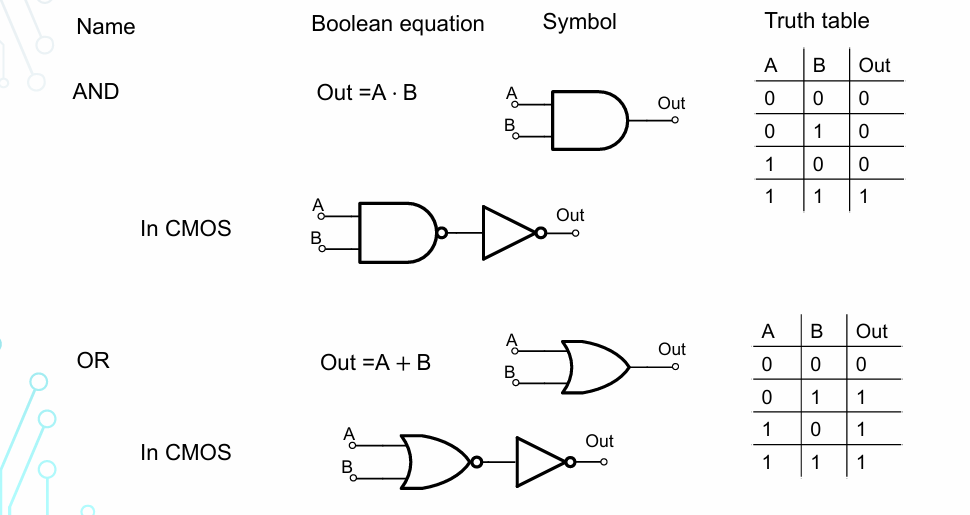 Name Boolean equation Symbol Truth table
AND Out =A · B A B Out
A B Out
0 0 0
0 1 0
1 0 0
1 1 1
In CMOS A B Out
OR Out =A + B A B Out
A B Out
0 0 0
0 1 1
1 0 1
1 1 1
In CMOS A B Out